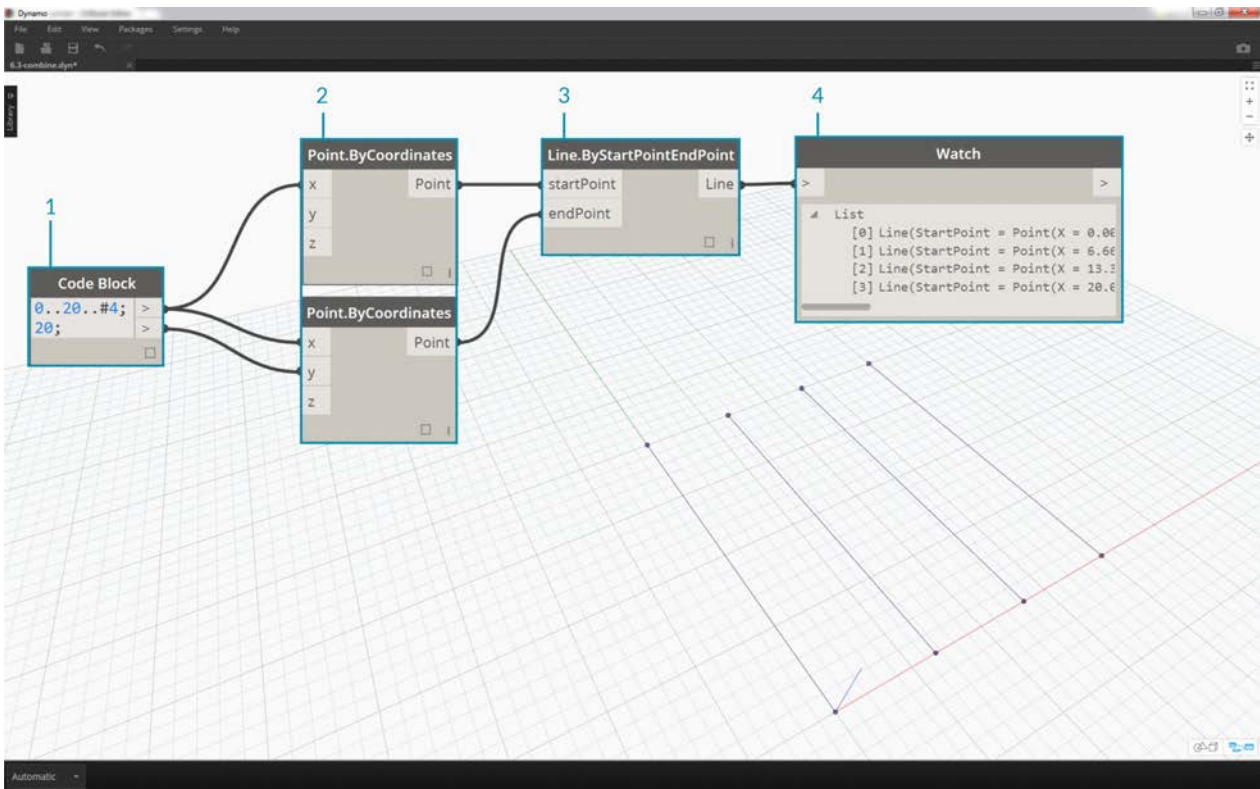 Dynamo
File Edit View Packages Settings Help
6.3-combine.dyn* ×
Library
1
2
3
4
Code Block
0..20..#4; >
20; >
Point.ByCoordinates
x Point
y
z
Point.ByCoordinates
x Point
y
z
Line.ByStartPointEndPoint
startPoint Line
endPoint
Watch
> >
List
[0] Line(StartPoint = Point(X = 0.0
[1] Line(StartPoint = Point(X = 6.6
[2] Line(StartPoint = Point(X = 13.3
[3] Line(StartPoint = Point(X = 20.
Automatic